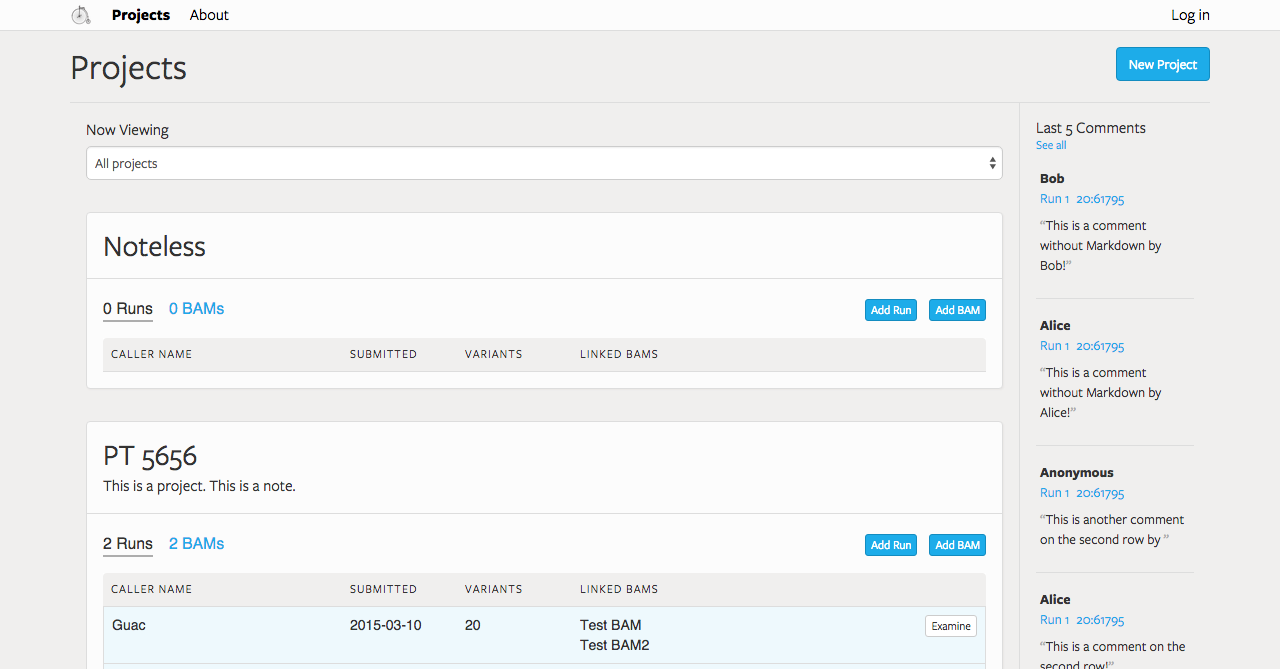 Projects About Log in
Projects New Project
Now Viewing
All projects
Noteless
0 Runs 0 BAMs Add Run Add BAM
CALLER NAME SUBMITTED VARIANTS LINKED BAMS
PT 5656
This is a project. This is a note.
2 Runs 2 BAMs Add Run Add BAM
CALLER NAME SUBMITTED VARIANTS LINKED BAMS
Guac 2015-03-10 20 Test BAM Examine
Test BAM2
Last 5 Comments
See all
Bob
Run 1 20:61795
“This is a comment
without Markdown by
Bob!”
Alice
Run 1 20:61795
“This is a comment
without Markdown by
Alice!”
Anonymous
Run 1 20:61795
“This is another comment
on the second row by ”
Alice
Run 1 20:61795
“This is a comment on the
second row!”